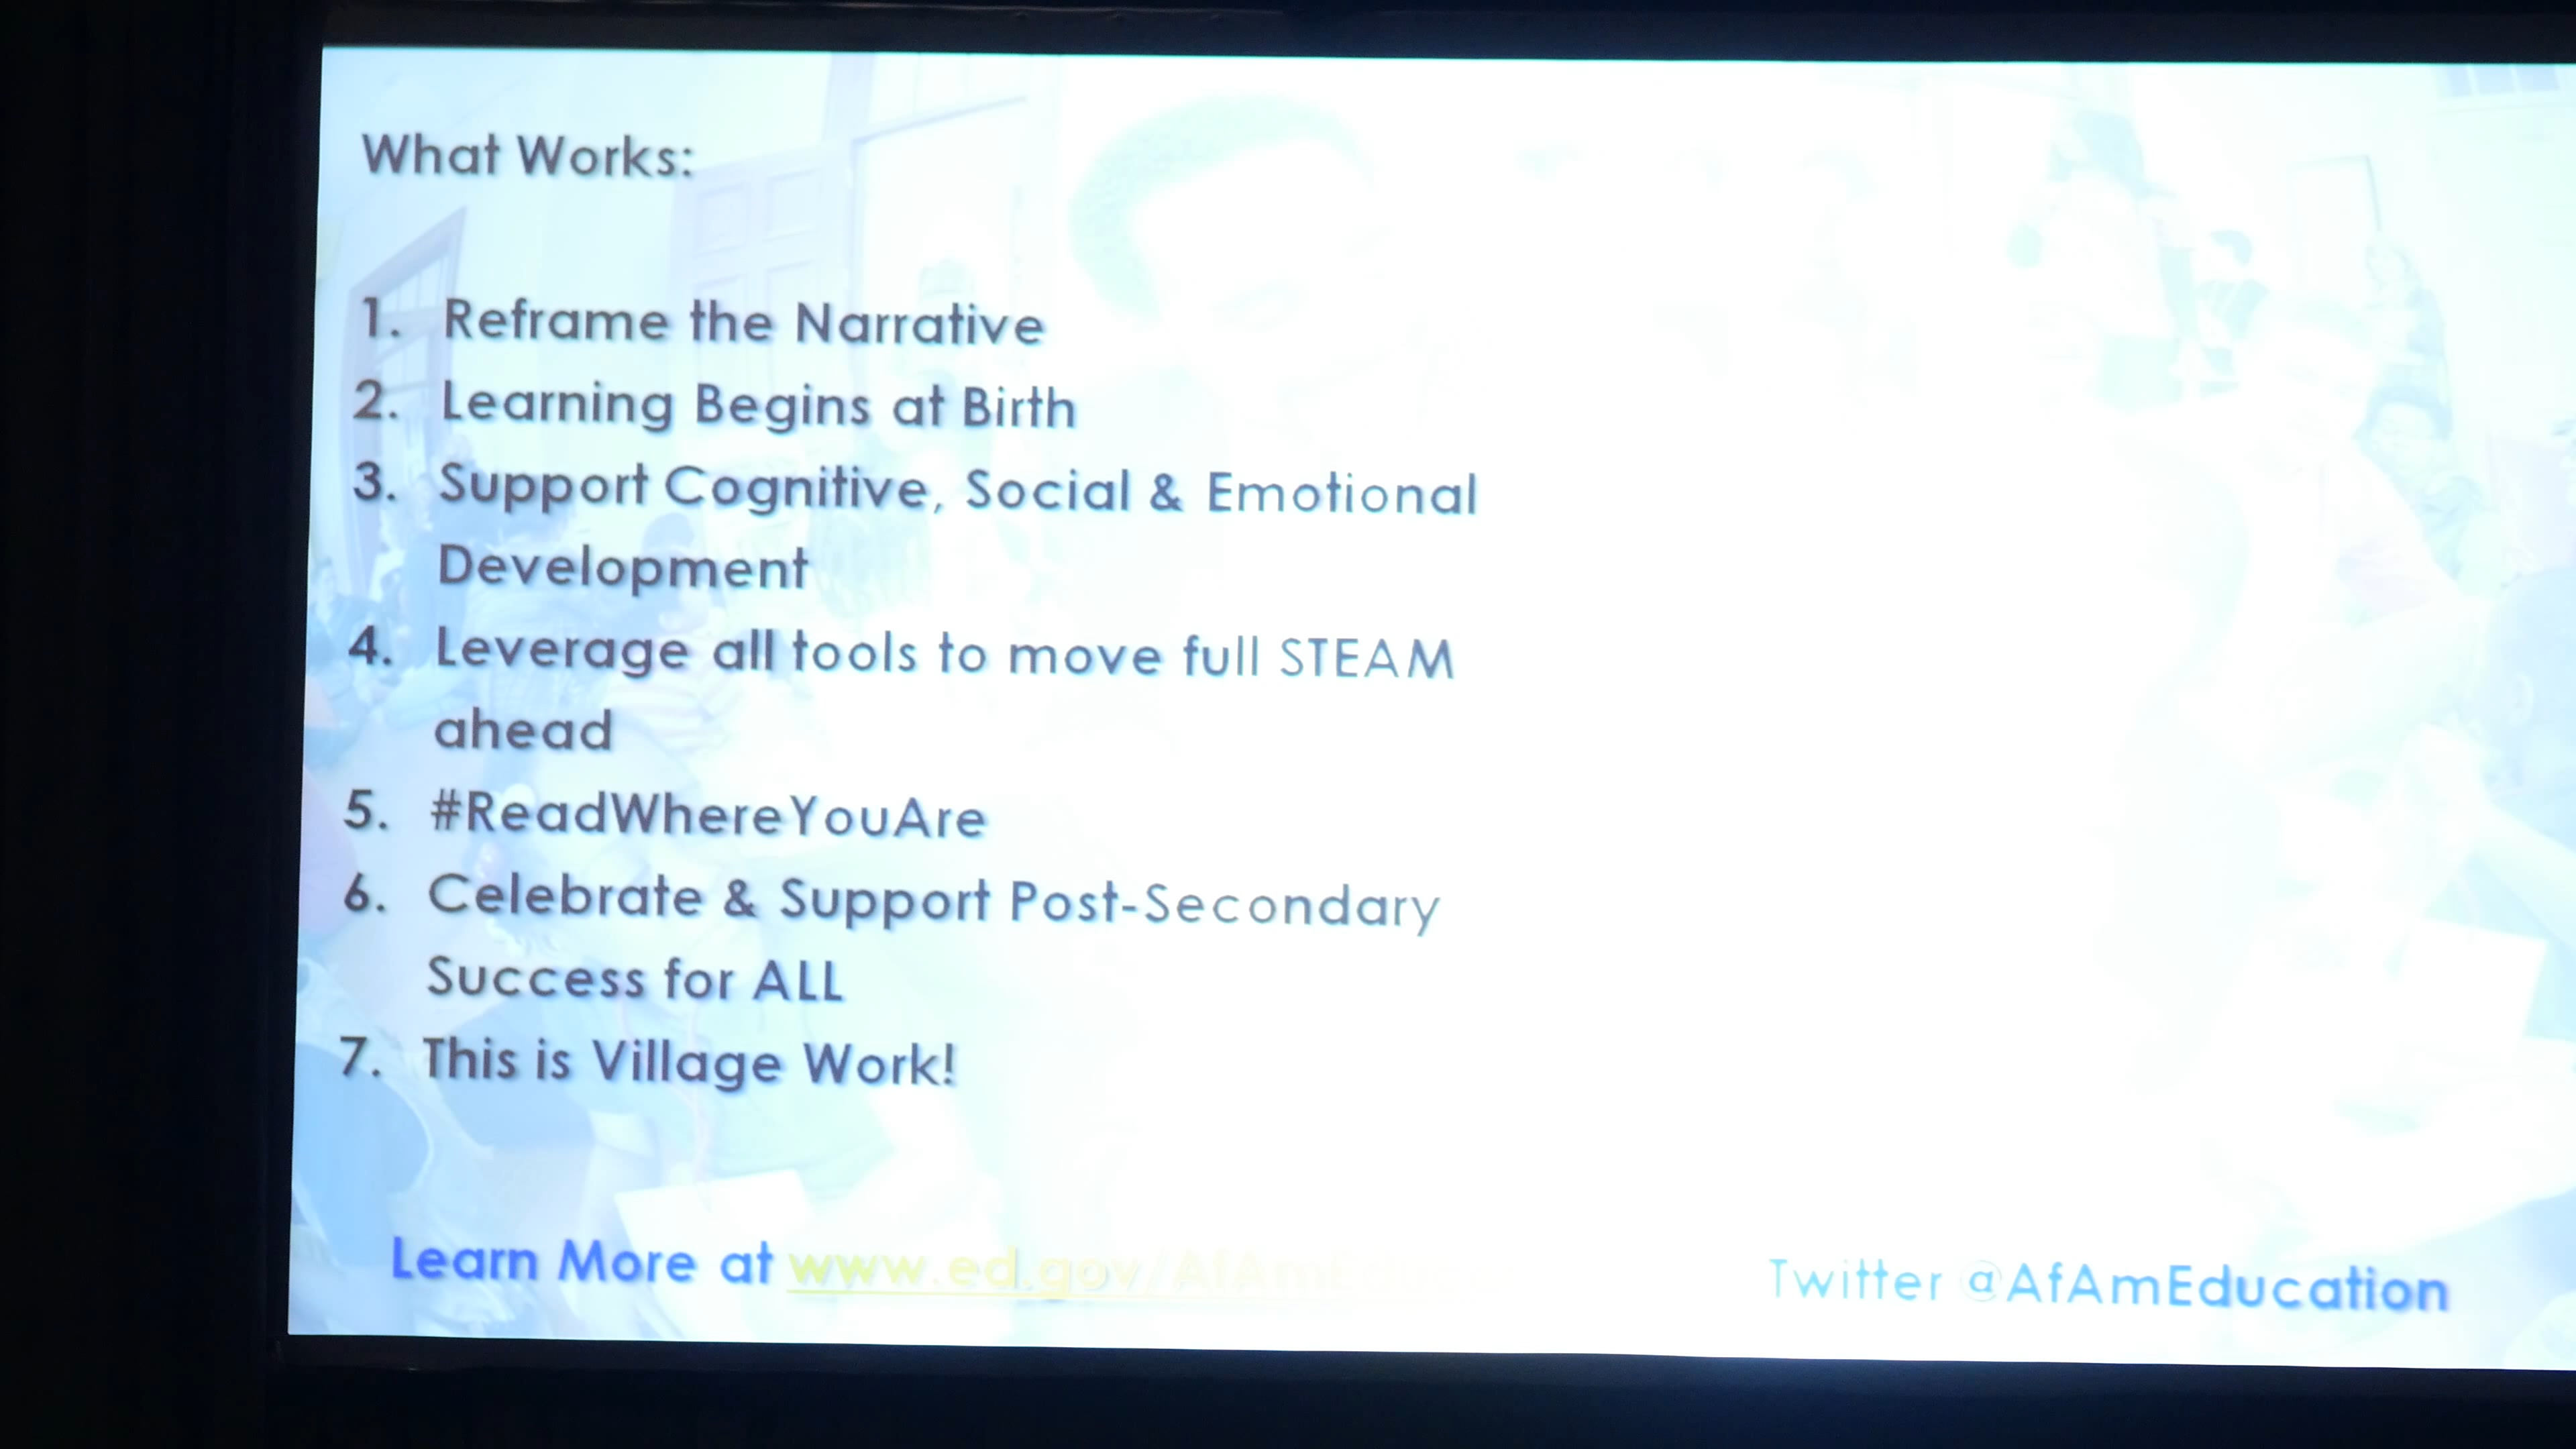 What Works:
1. Reframe the Narrative
2. Learning Begins at Birth
3. Support Cognitive, Social & Emotional
Development
4. Leverage all tools to move full STEAM
ahead
5. #ReadWhereYouAre
6. Celebrate & Support Post-Secondary
Success for ALL
7. This is Village Work!
Learn More at Twitter @AfAmEducation